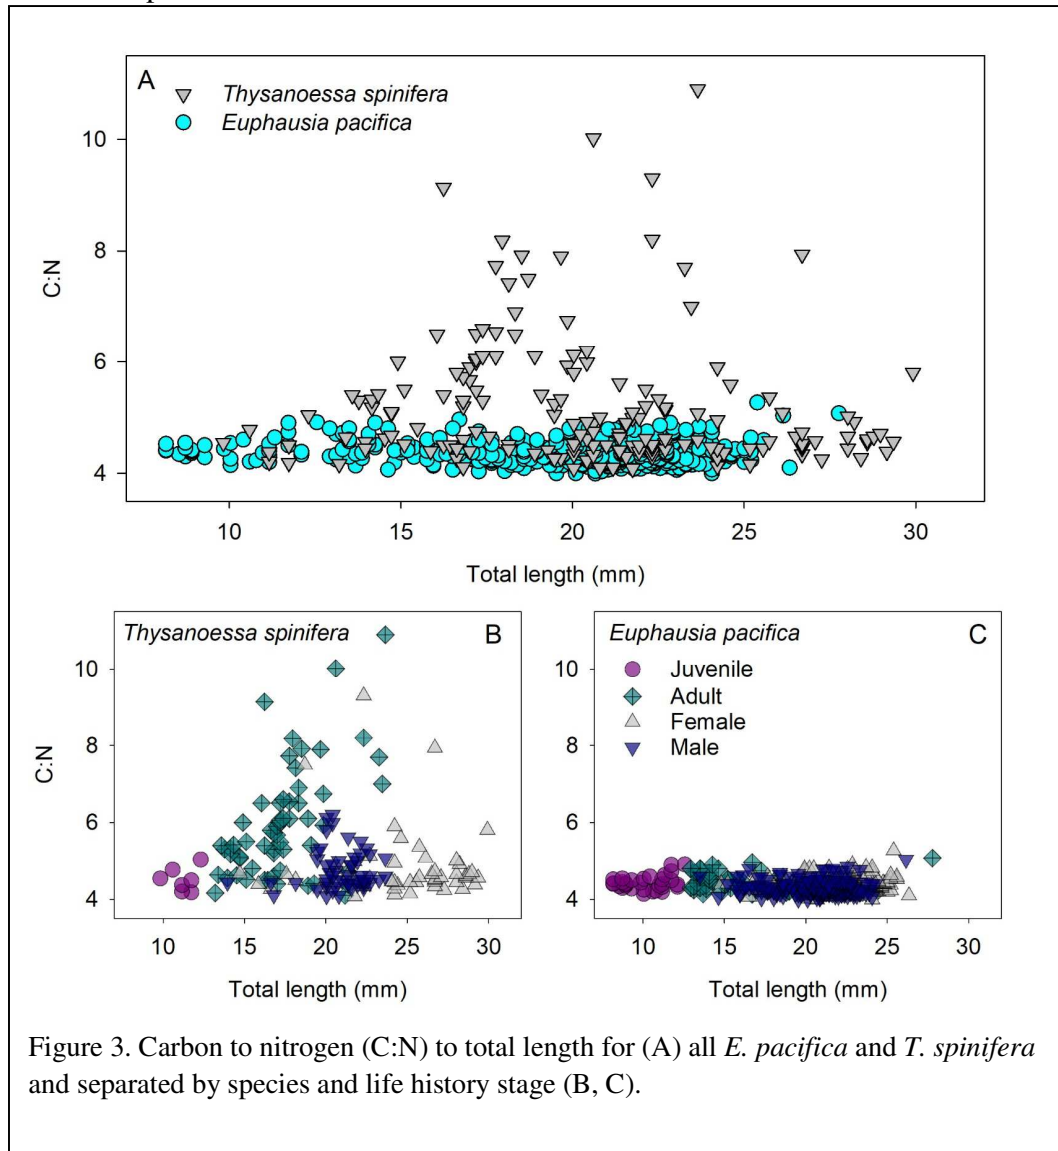 A
Thysanoessa spinifera
Euphausia pacifica
10
8
6
4
C:N
10
15
20
25
30
Total length (mm)
Thysanoessa spinifera
B
10
8
6
4
C:N
10
15
20
25
30
Total length (mm)
Euphausia pacifica
C
Juvenile
Adult
Female
Male
10
8
6
4
10
15
20
25
30
Total length (mm)
Figure 3. Carbon to nitrogen (C:N) to total length for (A) all E. pacifica and T. spinifera
and separated by species and life history stage (B, C).